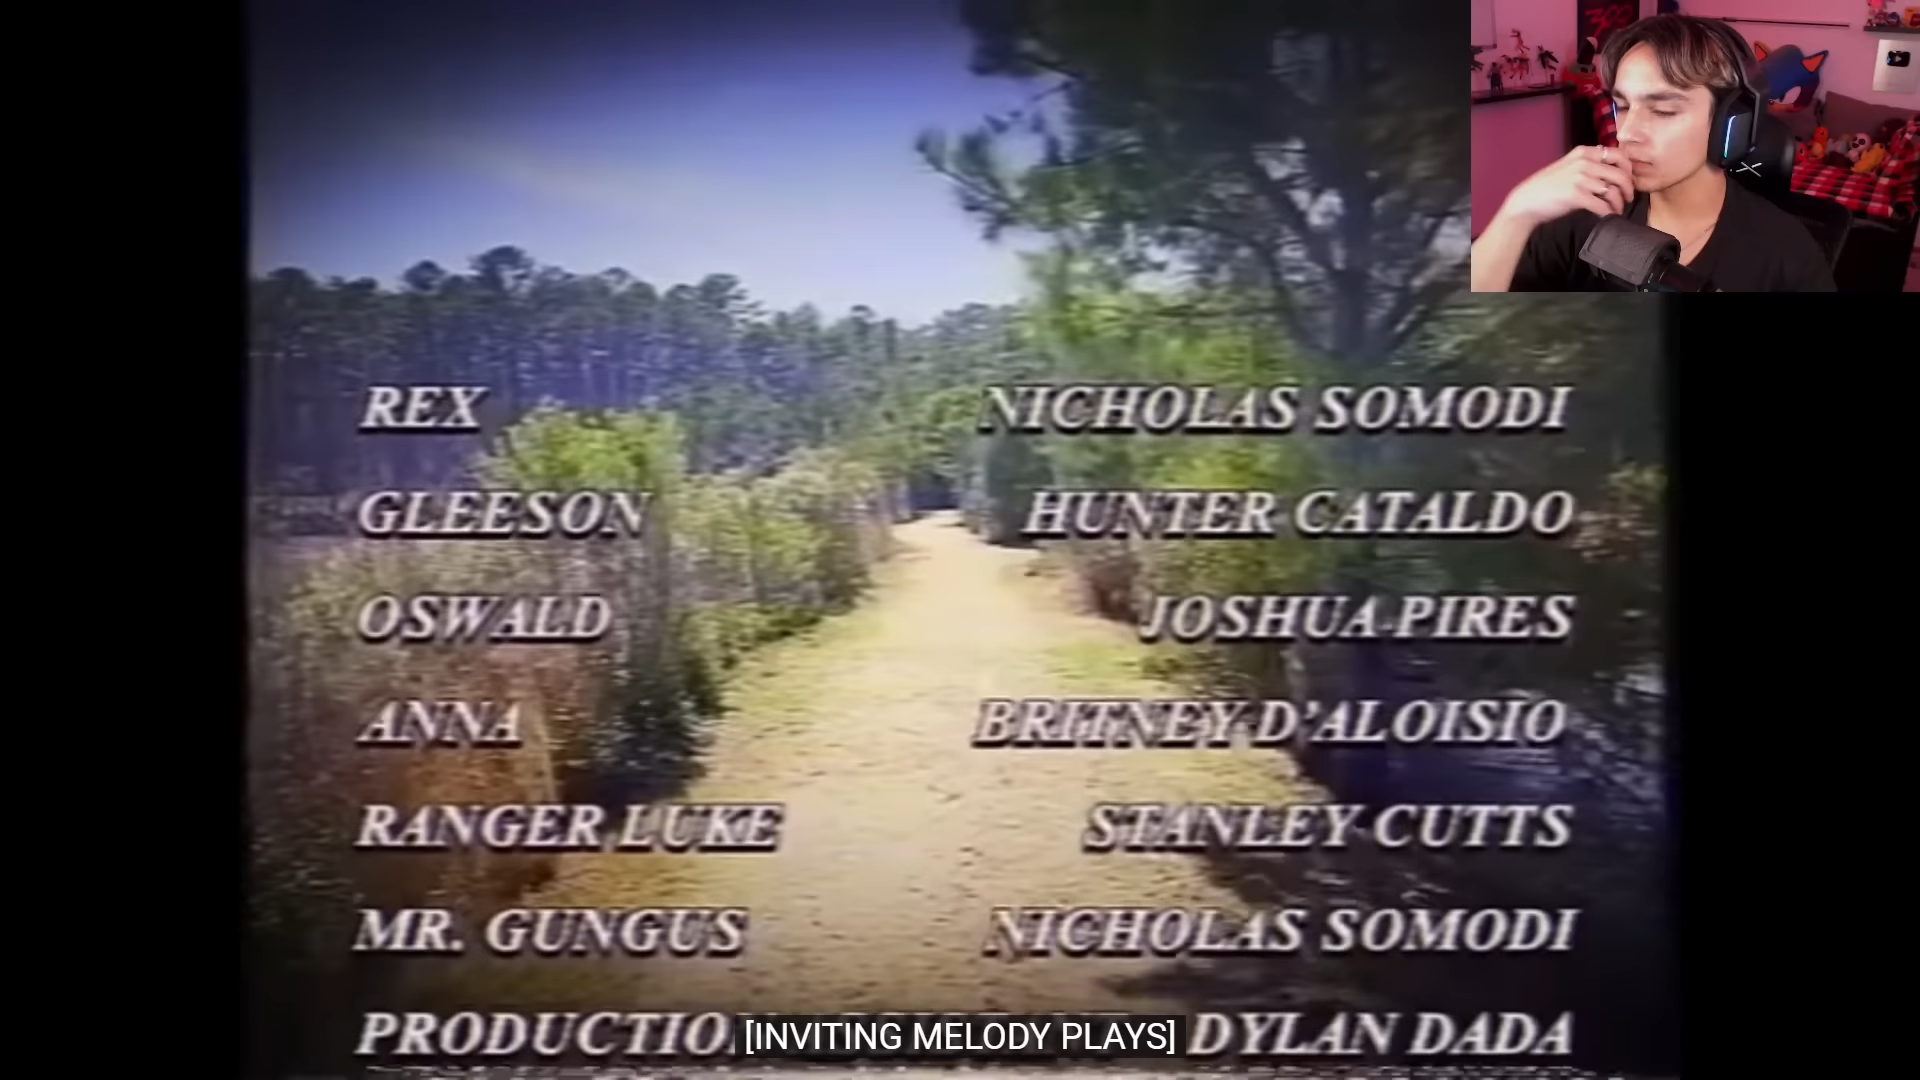 REX NICHOLAS SOMODI
GLEESON HUNTER CATALDO
OSWALD JOSHUA PIRES
ANNA BRITNEY D'ALOISIO
RANGER LUKE STANLEY CUTTS
MR. GUNGUS NICHOLAS SOMODI
DYLAN DADA
[INVITING MELODY PLAYS]